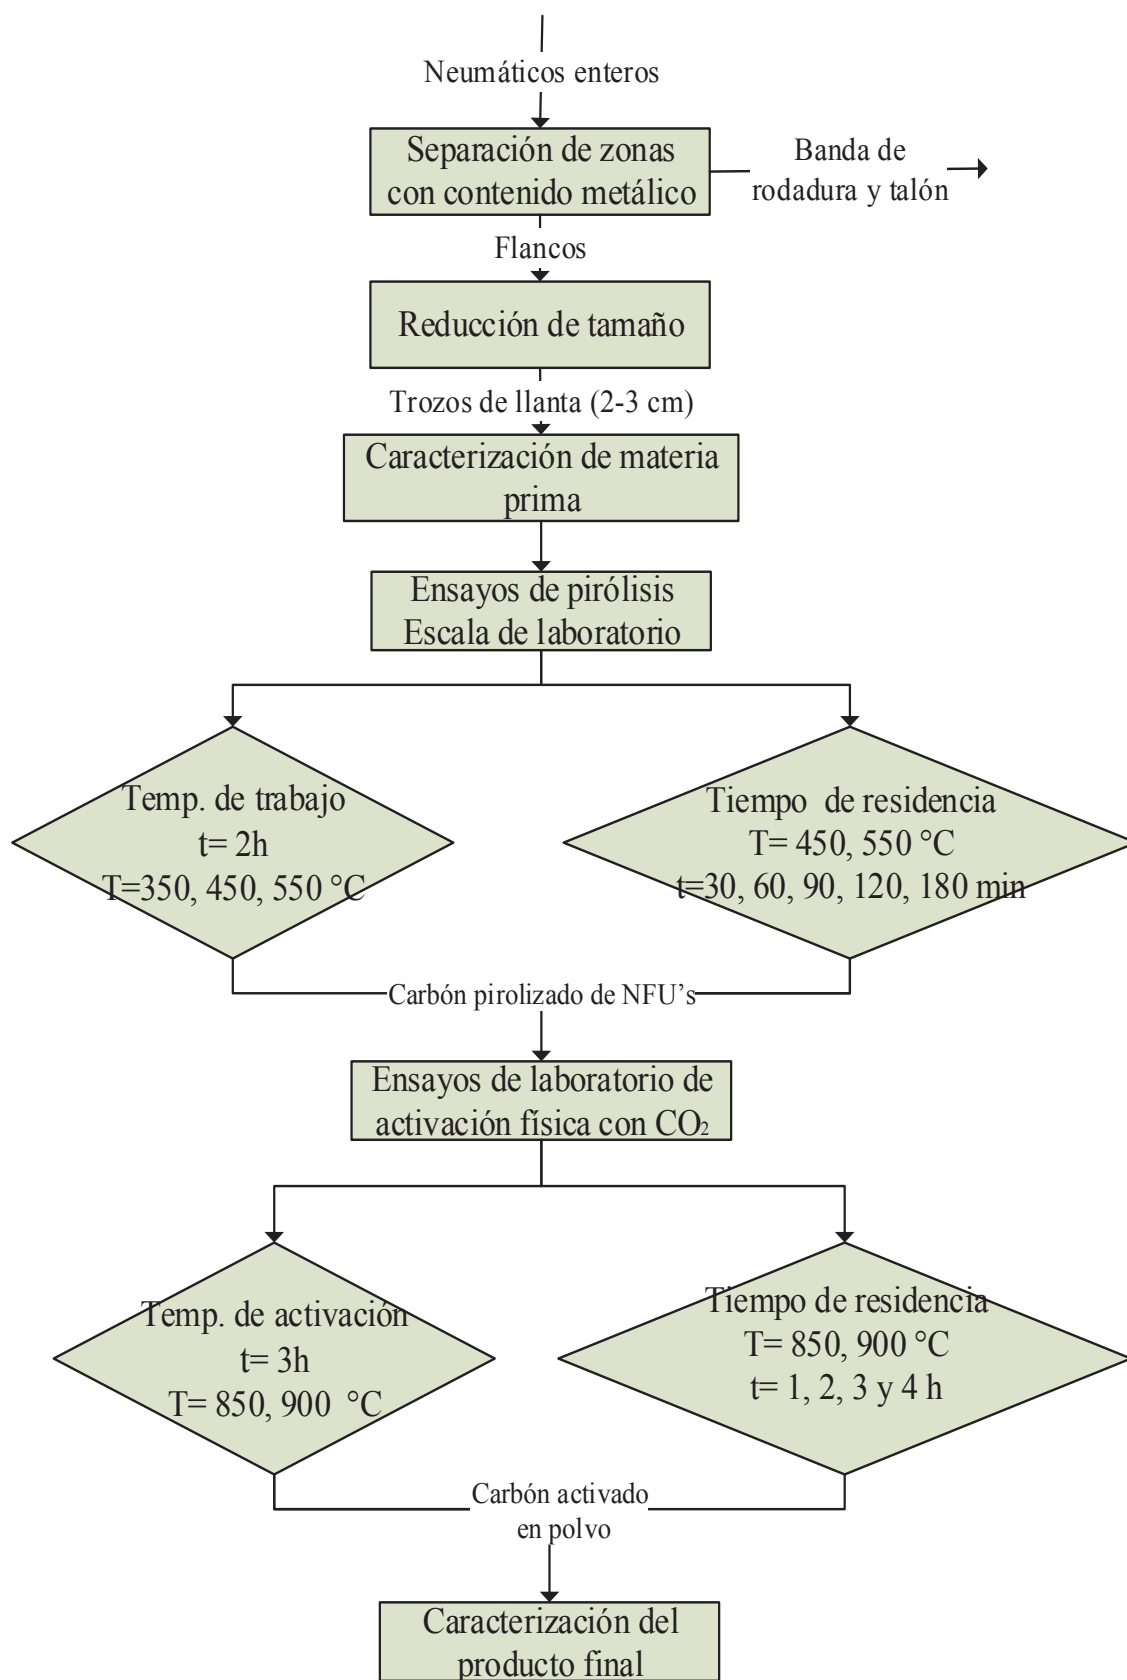 Neumáticos enteros
Separación de zonas
con contenido metálico
Banda de
rodadura y talón
Flancos
Reducción de tamaño
Trozos de llanta (2-3 cm)
Caracterización de materia
prima
Ensayos de pirólisis
Escala de laboratorio
Temp. de trabajo
t= 2h
T=350, 450, 550 °C
Tiempo de residencia
T= 450, 550 °C
t=30, 60, 90, 120, 180 min
Carbón pirolizado de NFU's
Ensayos de laboratorio de
activación física con CO₂
Temp. de activación
t= 3h
T= 850, 900 °C
Tiempo de residencia
T= 850, 900 °C
t= 1, 2, 3 y 4 h
Carbón activado
en polvo
Caracterización del
producto final